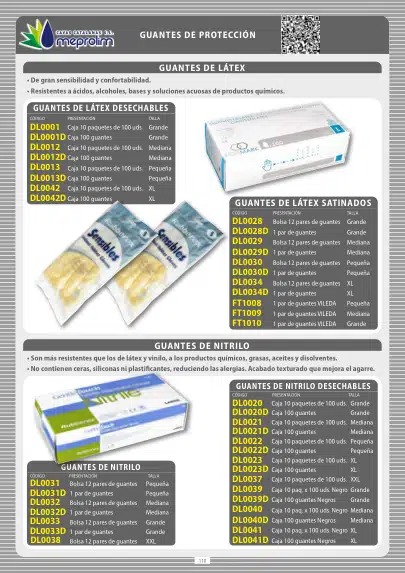 CAYAS CATALANAS S.L.
meprolim
GUANTES DE PROTECCIÓN
GUANTES DE LÁTEX
• De gran sensibilidad y confortabilidad.
• Resistentes a ácidos, alcoholes, bases y soluciones acuosas de productos químicos.
GUANTES DE LÁTEX DESECHABLES
CÓDIGO PRESENTACIÓN TALLA
DL0001 Caja 10 paquetes de 100 uds. Grande
DL0001D Caja 100 guantes Grande
DL0012 Caja 10 paquetes de 100 uds. Mediana
DL0012D Caja 100 guantes Mediana
DL0013 Caja 10 paquetes de 100 uds. Pequeña
DL0013D Caja 100 guantes Pequeña
DL0042 Caja 10 paquetes de 100 uds. XL
DL0042D Caja 100 guantes XL
MARE
100
Sensibles
Sensibles
GUANTES DE LÁTEX SATINADOS
CÓDIGO PRESENTACIÓN TALLA
DL0028 Bolsa 12 pares de guantes Grande
DL0028D 1 par de guantes Grande
DL0029 Bolsa 12 pares de guantes Mediana
DL0029D 1 par de guantes Mediana
DL0030 Bolsa 12 pares de guantes Pequeña
DL0030D 1 par de guantes Pequeña
DL0034 Bolsa 12 pares de guantes XL
DL0034D 1 par de guantes XL
FT1008 1 par de guantes VILEDA Pequeña
FT1009 1 par de guantes VILEDA Mediana
FT1010 1 par de guantes VILEDA Grande
GUANTES DE NITRILO
• Son más resistentes que los de látex y vinilo, a los productos químicos, grasas, aceites y disolventes.
• No contienen ceras, siliconas ni plastificantes, reduciendo las alergias. Acabado texturado que mejora el agarre.
Nitrile
GUANTES DE NITRILO
CÓDIGO PRESENTACIÓN TALLA
DL0031 Bolsa 12 pares de guantes Pequeña
DL0031D 1 par de guantes Pequeña
DL0032 Bolsa 12 pares de guantes Mediana
DL0032D 1 par de guantes Mediana
DL0033 Bolsa 12 pares de guantes Grande
DL0033D 1 par de guantes Grande
DL0038 Bolsa 12 pares de guantes XXL
GUANTES DE NITRILO DESECHABLES
CÓDIGO PRESENTACIÓN TALLA
DL0020 Caja 10 paquetes de 100 uds. Grande
DL0020D Caja 100 guantes Grande
DL0021 Caja 10 paquetes de 100 uds. Mediana
DL0021D Caja 100 guantes Mediana
DL0022 Caja 10 paquetes de 100 uds. Pequeña
DL0022D Caja 100 guantes Pequeña
DL0023 Caja 10 paquetes de 100 uds. XL
DL0023D Caja 100 guantes XL
DL0037 Caja 10 paquetes de 100 uds. XXL
DL0039 Caja 10 paq. x 100 uds. Negro Grande
DL0039D Caja 100 guantes Negros Grande
DL0040 Caja 10 paq. x 100 uds. Negro Mediana
DL0040D Caja 100 guantes Negros Mediana
DL0041 Caja 10 paq. x 100 uds. Negro XL
DL0041D Caja 100 guantes Negros XL